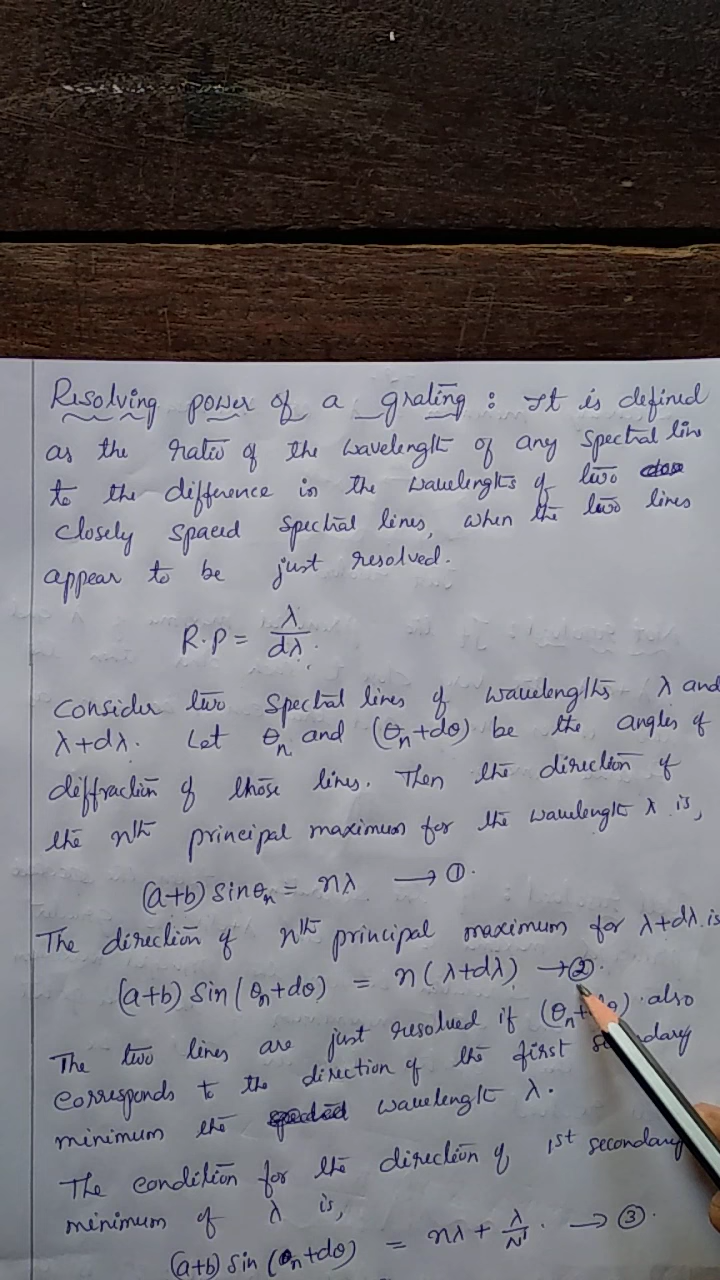 Resolving power of a grating : It is defined
as the ratio of the wavelength of any spectral line
to the difference in the wavelengths of two
closely spaced spectral lines, when the two lines
appear to be just resolved.
R.P = λ/dλ.
Consider two spectral lines of wavelengths λ and
λ+dλ. Let θn and (θn+dθ) be the angles of
diffraction of those lines. Then the direction of
the nth principal maximum for the wavelength λ is,
(a+b) sinθn = nλ → ①.
The direction of nth principal maximum for λ+dλ is
(a+b) sin(θn+dθ) = n(λ+dλ) → ②.
The two lines are just resolved if (θn+dθ) also
corresponds to the direction of the first secondary
minimum the wavelength λ.
The condition for the direction of 1st secondary
minimum of λ is,
(a+b) sin (θn+dθ) = nλ + λ/N'. → ③.